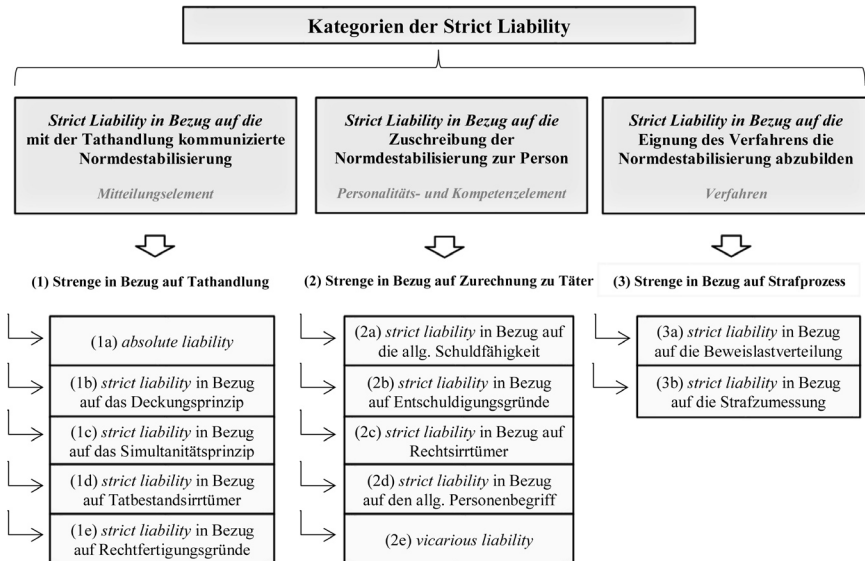 Kategorien der Strict Liability
Strict Liability in Bezug auf die
mit der Tathandlung kommunizierte
Normdestabilisierung
Mitteilungselement
Strict Liability in Bezug auf die
Zuschreibung der
Normdestabilisierung zur Person
Personalitäts- und Kompetenzelement
Strict Liability in Bezug auf die
Eignung des Verfahrens die
Normdestabilisierung abzubilden
Verfahren
(1) Strenge in Bezug auf Tathandlung
(1a) absolute liability
(1b) strict liability in Bezug
auf das Deckungsprinzip
(1c) strict liability in Bezug
auf das Simultanitätsprinzip
(1d) strict liability in Bezug
auf Tatbestandsirrtümer
(1e) strict liability in Bezug
auf Rechtfertigungsgründe
(2) Strenge in Bezug auf Zurechnung zu Täter
(2a) strict liability in Bezug auf
die allg. Schuldfähigkeit
(2b) strict liability in Bezug
auf Entschuldigungsgründe
(2c) strict liability in Bezug auf
Rechtsirrtümer
(2d) strict liability in Bezug
auf den allg. Personenbegriff
(2e) vicarious liability
(3) Strenge in Bezug auf Strafprozess
(3a) strict liability in Bezug
auf die Beweislastverteilung
(3b) strict liability in Bezug
auf die Strafzumessung